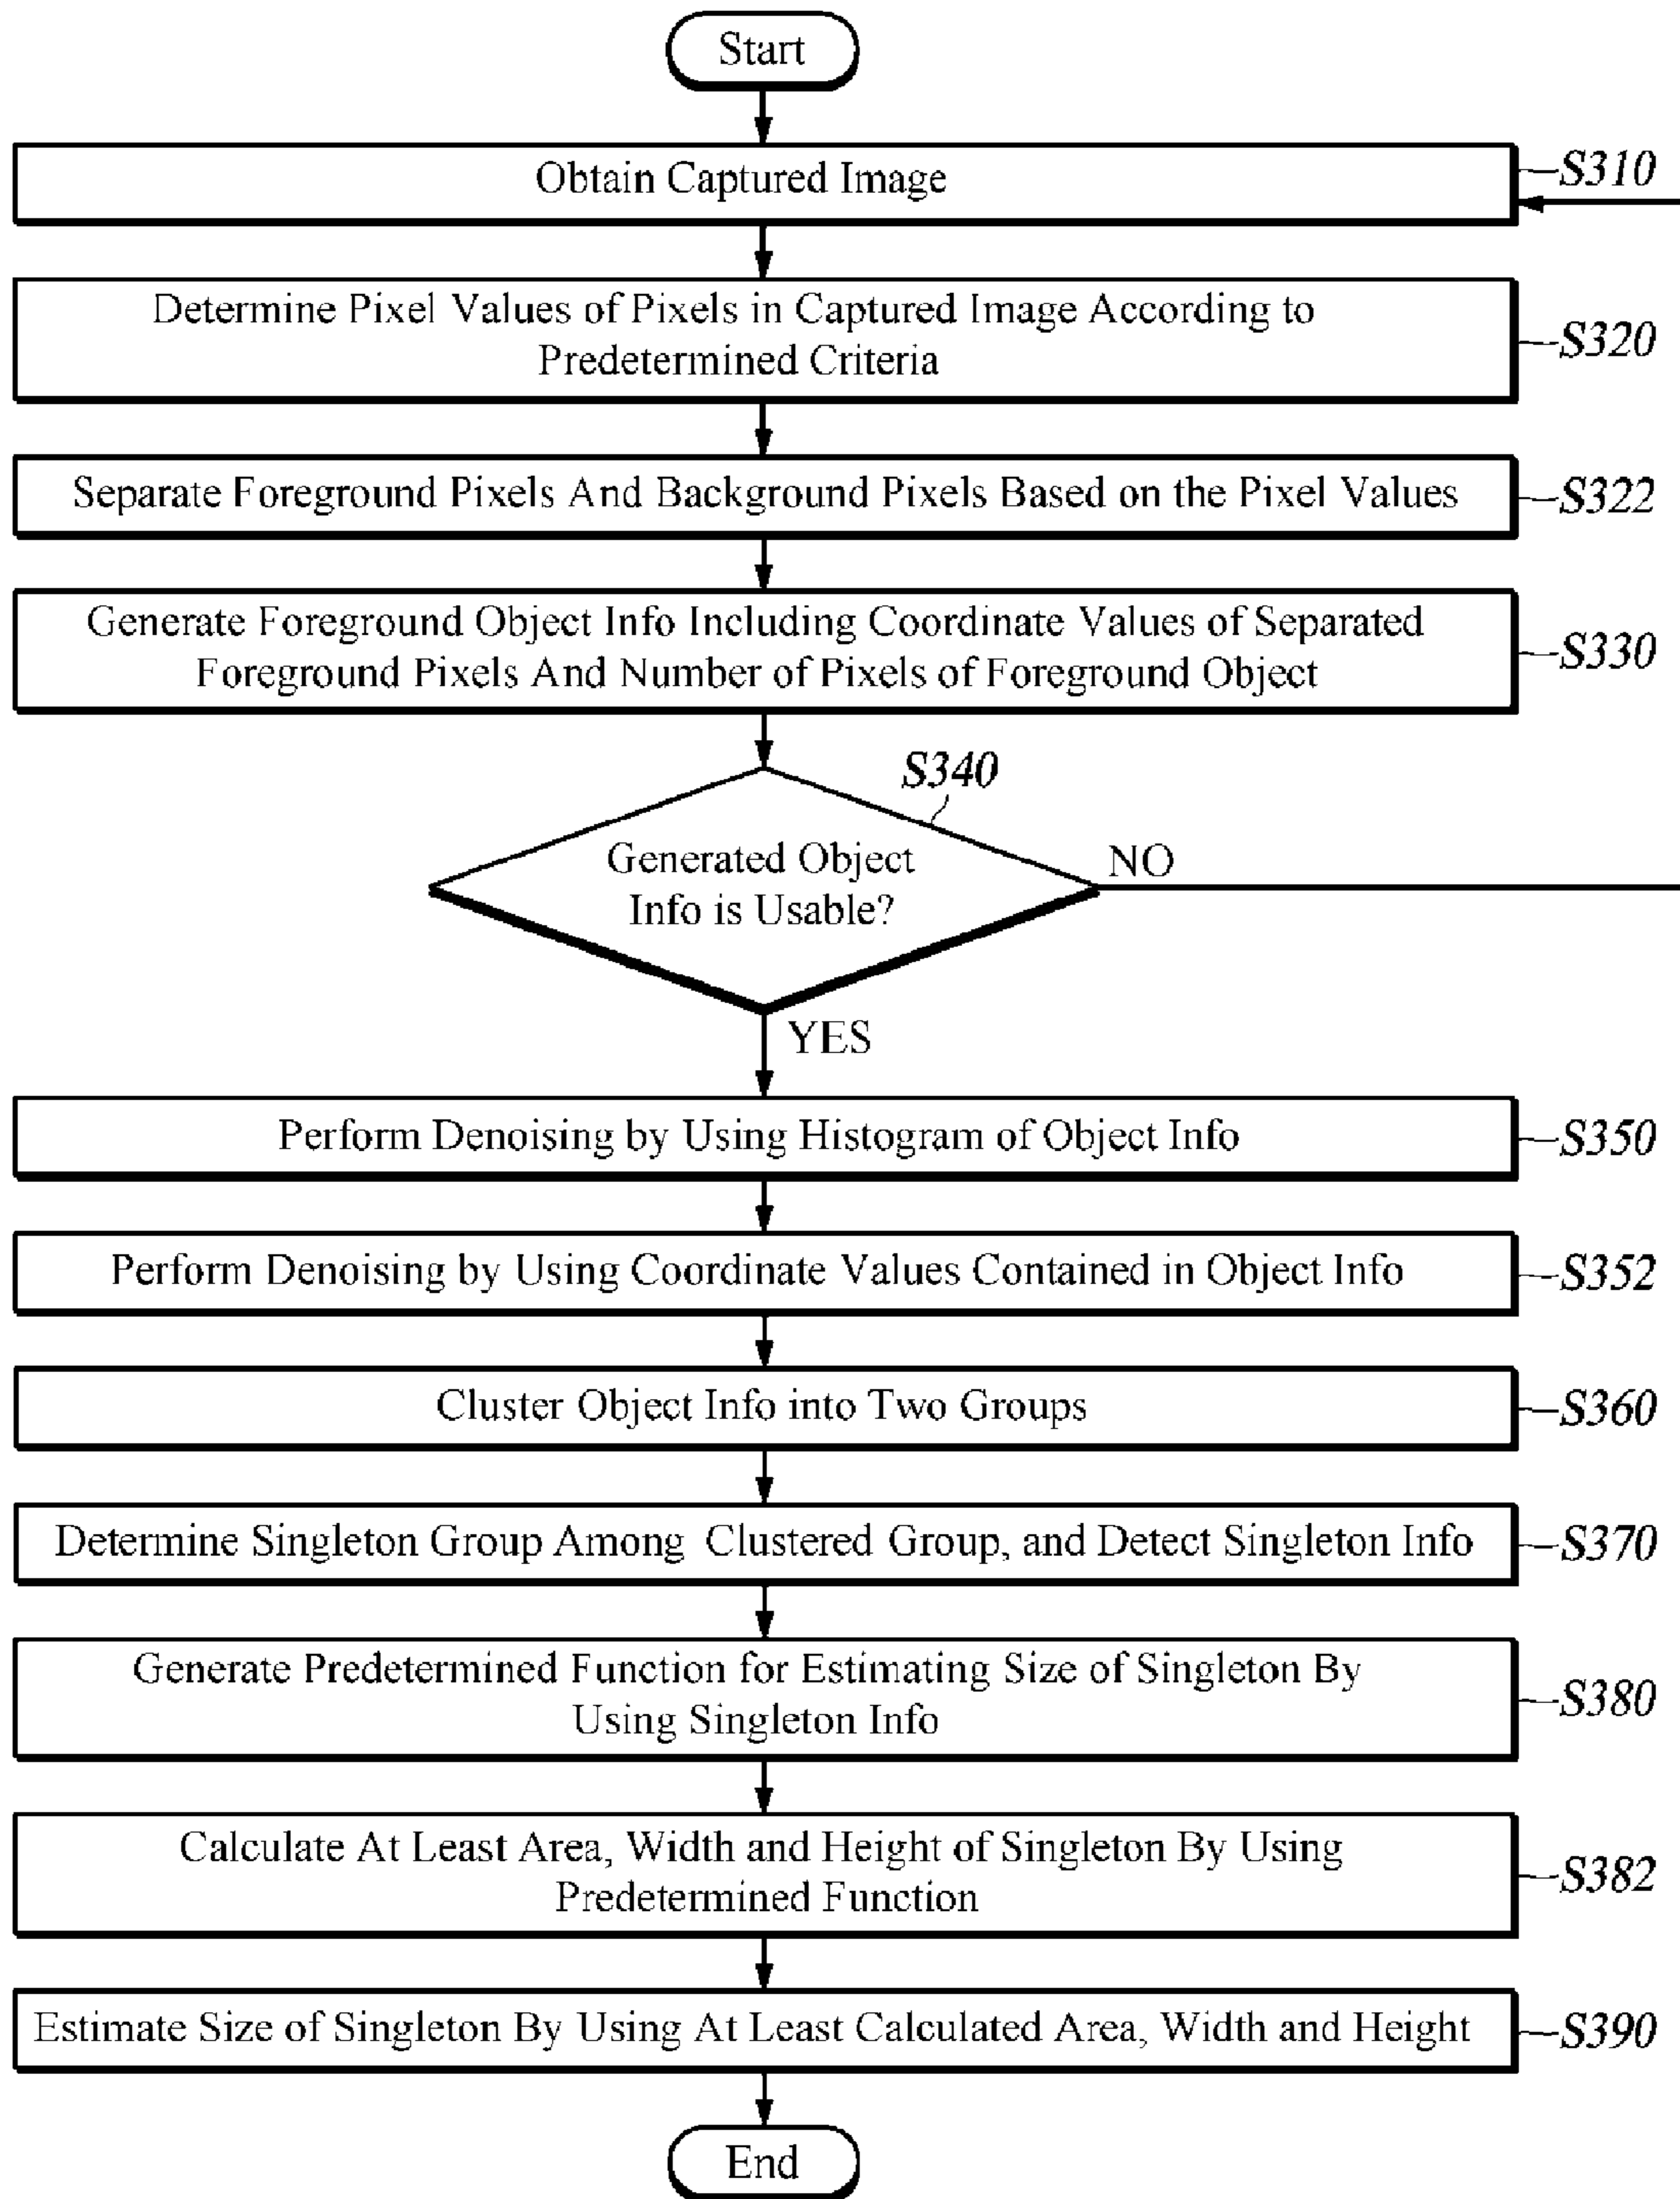 Start
Obtain Captured Image
S310
Determine Pixel Values of Pixels in Captured Image According to
Predetermined Criteria
S320
Separate Foreground Pixels And Background Pixels Based on the Pixel Values
S322
Generate Foreground Object Info Including Coordinate Values of Separated
Foreground Pixels And Number of Pixels of Foreground Object
S330
S340
Generated Object
Info is Usable?
NO
YES
Perform Denoising by Using Histogram of Object Info
S350
Perform Denoising by Using Coordinate Values Contained in Object Info
S352
Cluster Object Info into Two Groups
S360
Determine Singleton Group Among Clustered Group, and Detect Singleton Info
S370
Generate Predetermined Function for Estimating Size of Singleton By
Using Singleton Info
S380
Calculate At Least Area, Width and Height of Singleton By Using
Predetermined Function
S382
Estimate Size of Singleton By Using At Least Calculated Area, Width and Height
S390
End